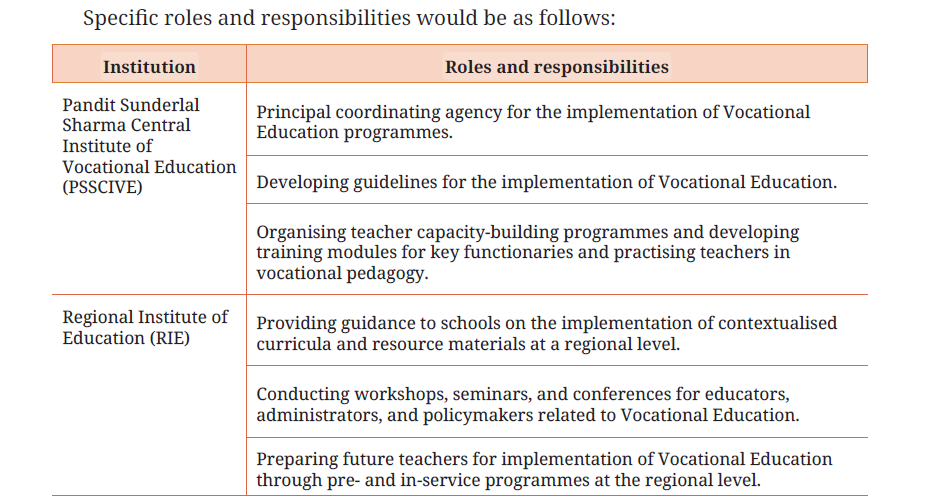 Specific roles and responsibilities would be as follows:
Institution
Roles and responsibilities
Pandit Sunderlal
Sharma Central
Institute of
Vocational Education
(PSSCIVE)
Principal coordinating agency for the implementation of Vocational
Education programmes.
Developing guidelines for the implementation of Vocational Education.
Organising teacher capacity-building programmes and developing
training modules for key functionaries and practising teachers in
vocational pedagogy.
Regional Institute of
Education (RIE)
Providing guidance to schools on the implementation of contextualised
curricula and resource materials at a regional level.
Conducting workshops, seminars, and conferences for educators,
administrators, and policymakers related to Vocational Education.
Preparing future teachers for implementation of Vocational Education
through pre- and in-service programmes at the regional level.